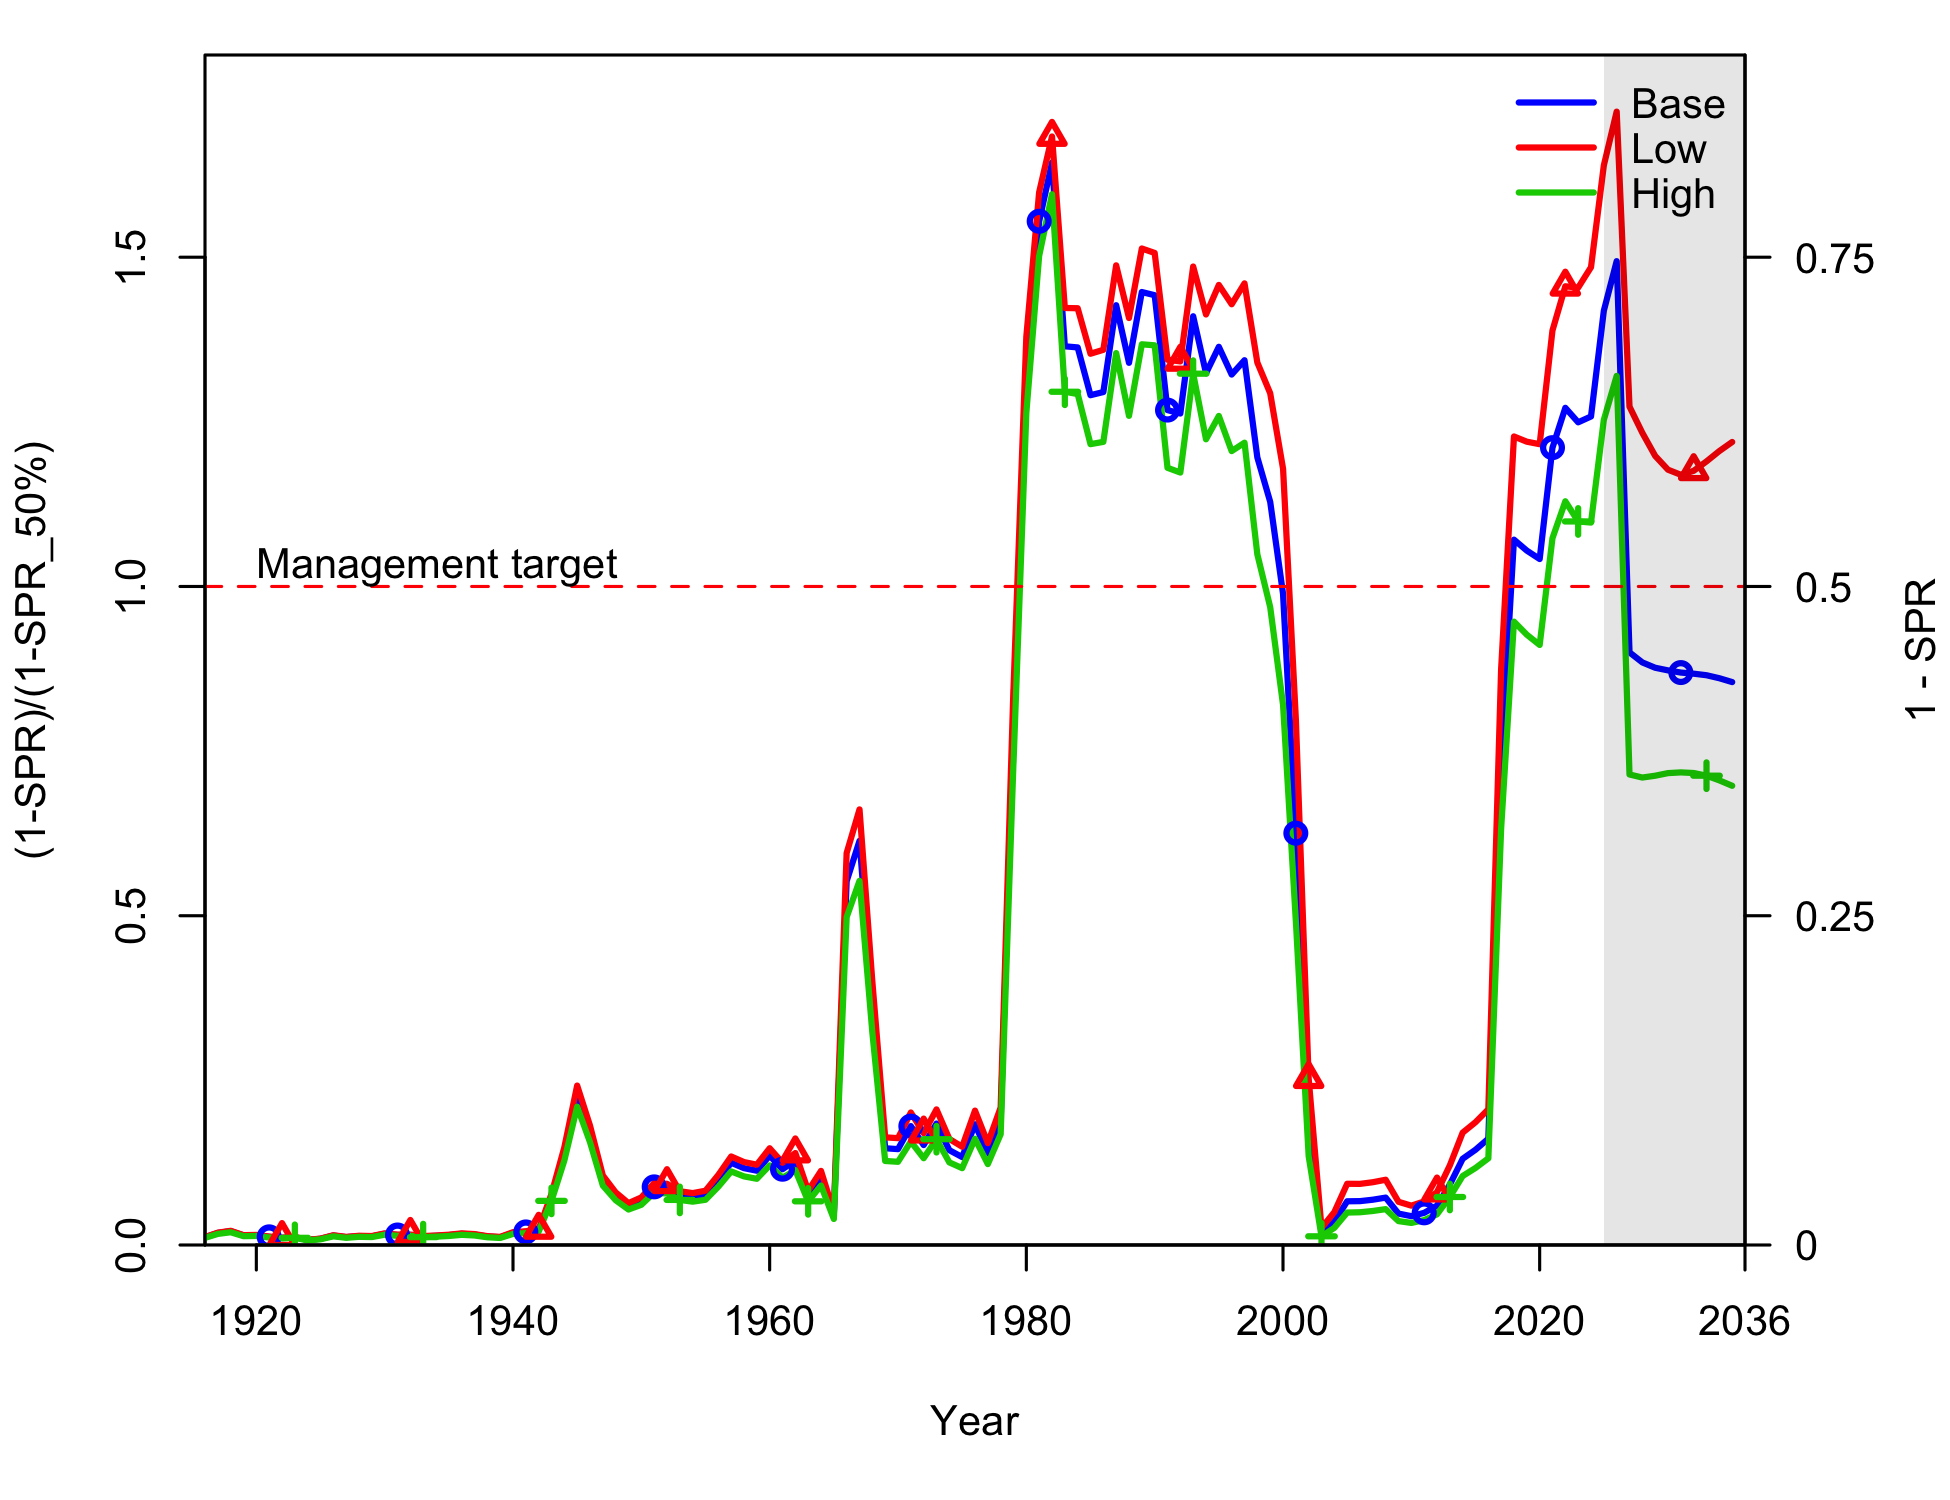 Base
Low
High
Management target
(1-SPR)/(1-SPR_50%)
0.0
0.5
1.0
1.5
1 - SPR
0
0.25
0.5
0.75
1920
1940
1960
1980
2000
2020
2036
Year